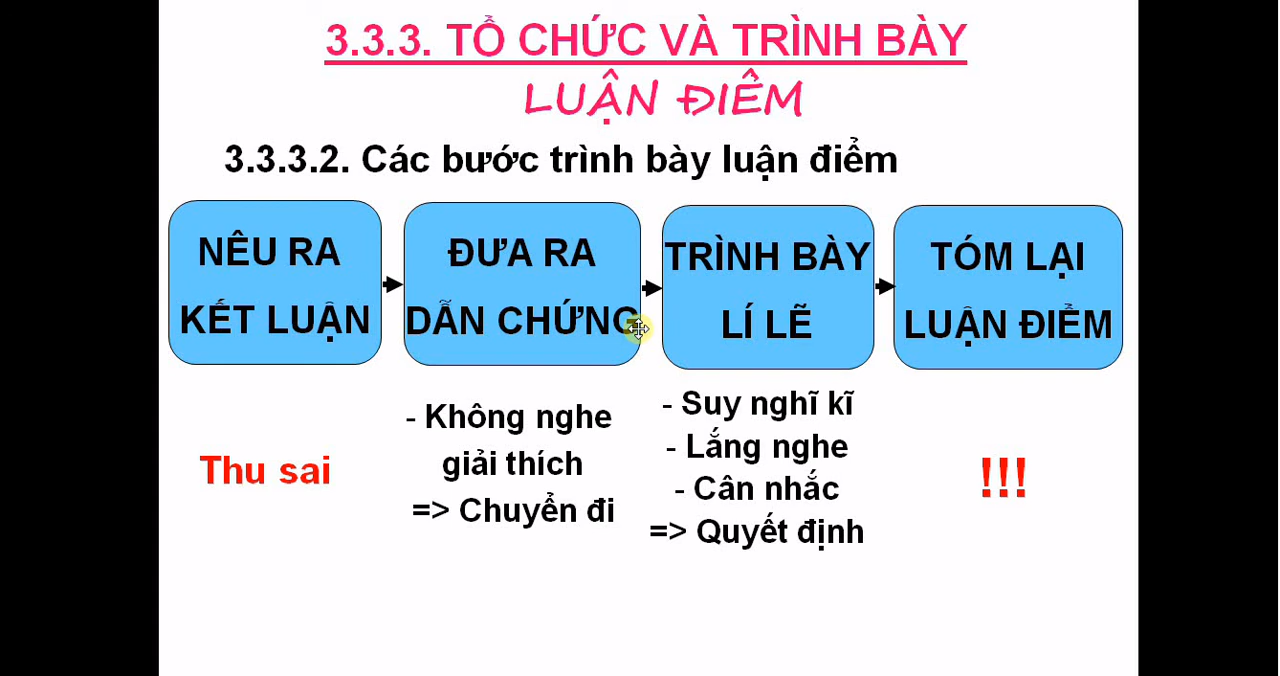 3.3.3. TỔ CHỨC VÀ TRÌNH BÀY
LUẬN ĐIỂM
3.3.3.2. Các bước trình bày luận điểm
NÊU RA
KẾT LUẬN
ĐƯA RA
DẪN CHỨNG
TRÌNH BÀY
LÍ LẼ
TÓM LẠI
LUẬN ĐIỂM
Thu sai
- Không nghe
giải thích
=> Chuyển đi
- Suy nghĩ kĩ
- Lắng nghe
- Cân nhắc
=> Quyết định
!!!